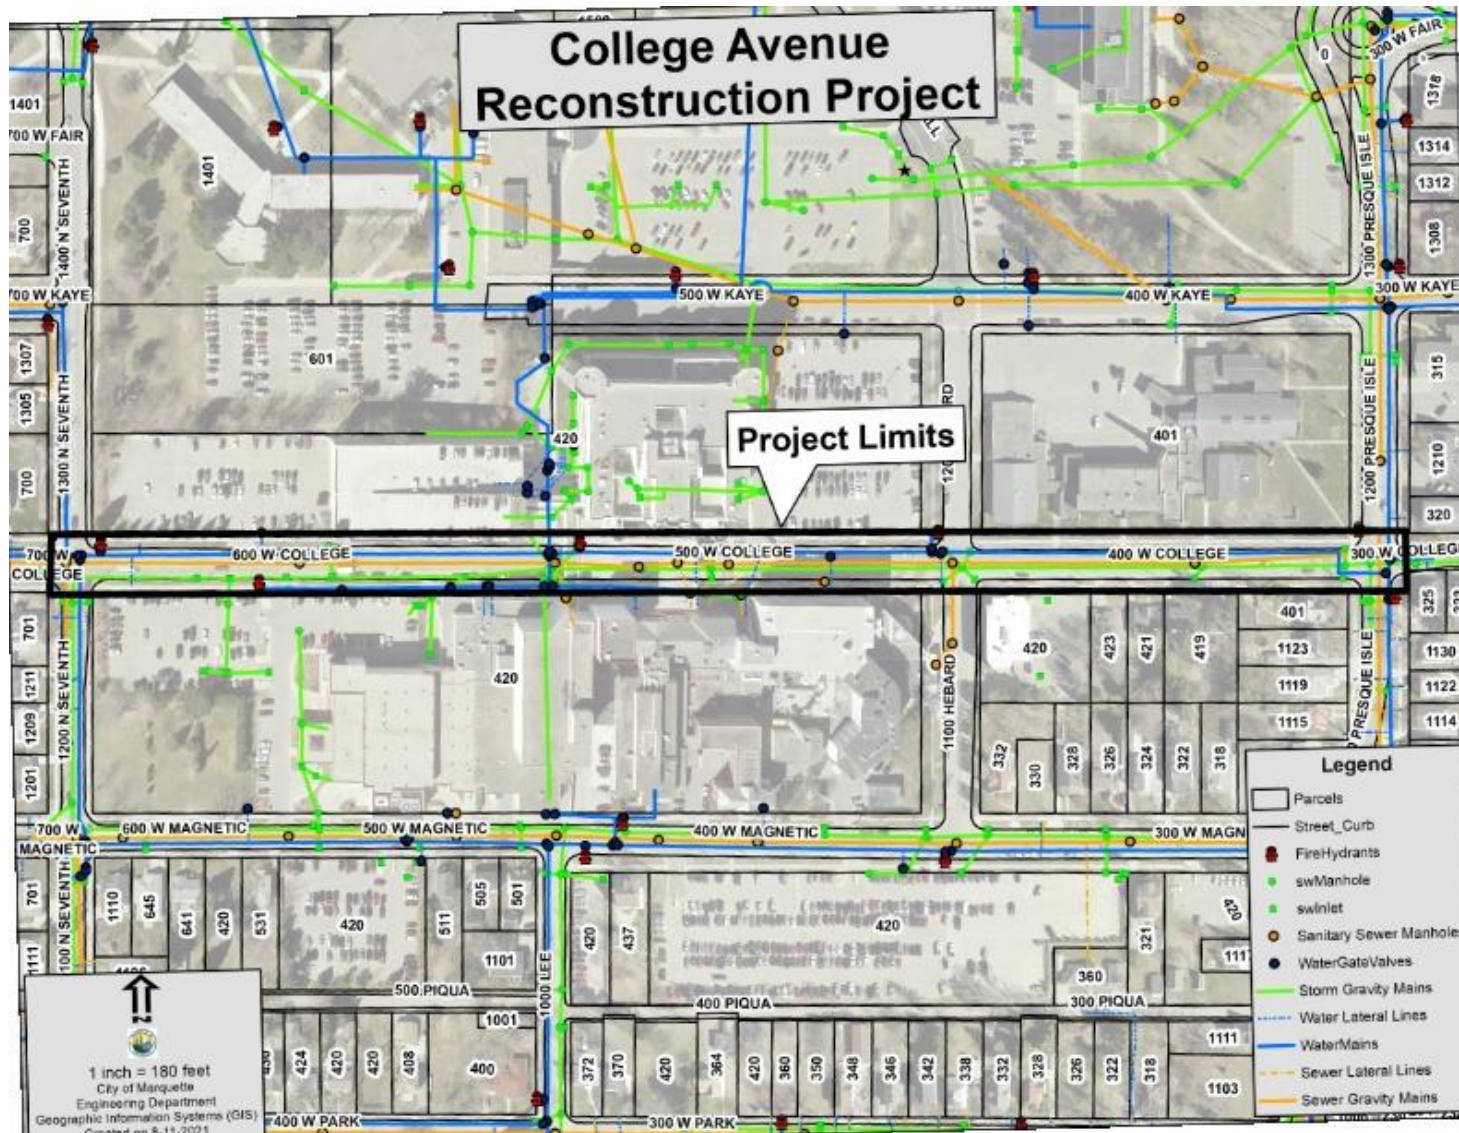 College Avenue
Reconstruction Project
300 W FAIR
1401
700 W FAIR
1400 N SEVENTH
1401
700
1318
1314
1312
1308
1300 PRESQUE ISLE
0
700 W KAYE
500 W KAYE
400 W KAYE
300 W KAYE
1307
1305
700
1300 N SEVENTH
601
420
Project Limits
401
1200 PRESQUE ISLE
315
1210
320
700 W
COLLEGE
600 W COLLEGE
500 W COLLEGE
400 W COLLEGE
300 W COLLEGE
701
1211
1209
1201
1200 N SEVENTH
420
1100 HEBARD
420
423
421
419
401
1123
1119
1115
325
1130
1122
1114
PRESQUE ISLE
332
330
328
326
324
322
318
700 W
MAGNETIC
600 W MAGNETIC
500 W MAGNETIC
400 W MAGNETIC
300 W MAGN
701
1111
1110
645
641
420
531
420
511
505
501
1101
1000 LEE
420
437
420
321
360
420
500 PIQUA
400 PIQUA
300 PIQUA
1001
424
420
420
408
400
372
370
420
364
420
360
350
348
346
342
338
332
328
326
322
318
1111
1103
400 W PARK
300 W PARK
Legend
Parcels
Street_Curb
FireHydrants
swManhole
swInlet
Sanitary Sewer Manhole
WaterGateValves
Storm Gravity Mains
Water Lateral Lines
WaterMains
Sewer Lateral Lines
Sewer Gravity Mains
N
1 inch = 180 feet
City of Marquette
Engineering Department
Geographic Information Systems (GIS)
Created on 8-11-2021